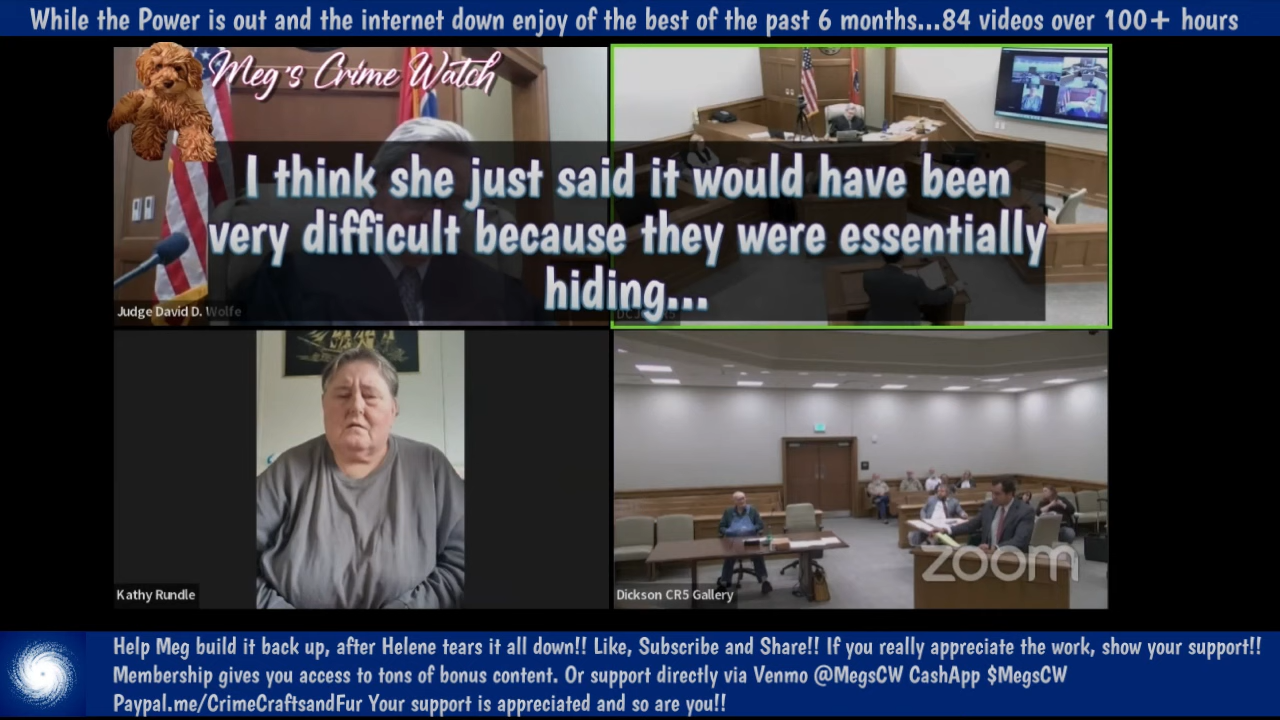 While the Power is out and the internet down enjoy of the best of the past 6 months...84 videos over 100+ hours
Meg's Crime Watch
I think she just said it would have been
very difficult because they were essentially
hiding...
Judge David D. Wolfe
Kathy Rundle
Dickson CR5 Gallery
zoom
Help Meg build it back up, after Helene tears it all down!! Like, Subscribe and Share!! If you really appreciate the work, show your support!!
Membership gives you access to tons of bonus content. Or support directly via Venmo @MegsCW CashApp $MegsCW
Paypal.me/CrimeCraftsandFur Your support is appreciated and so are you!!